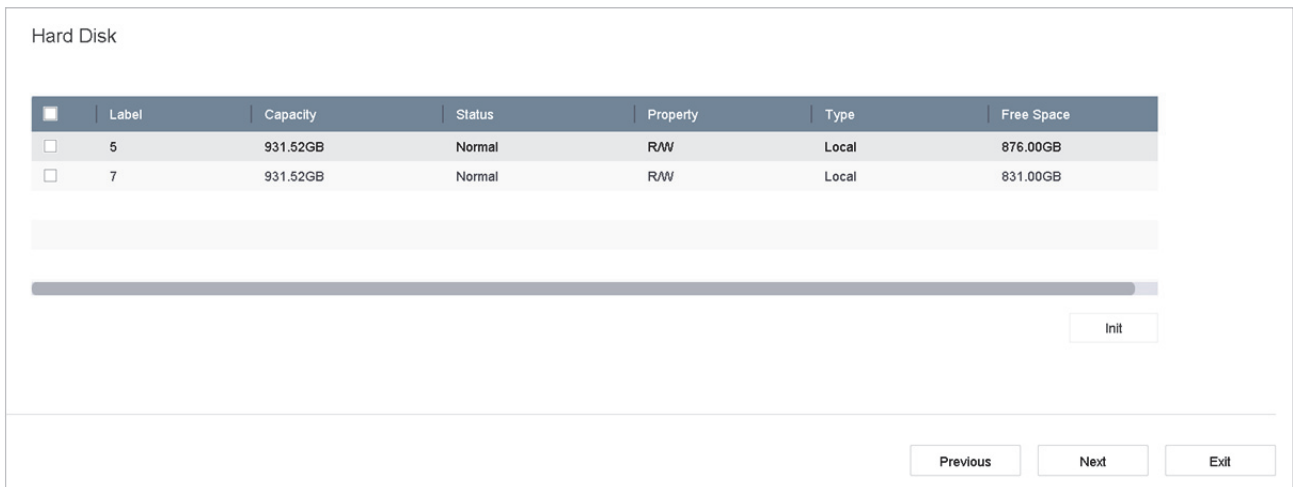 Hard Disk
Label Capacity Status Property Type Free Space
5 931.52GB Normal R/W Local 876.00GB
7 931.52GB Normal R/W Local 831.00GB
Init
Previous Next Exit